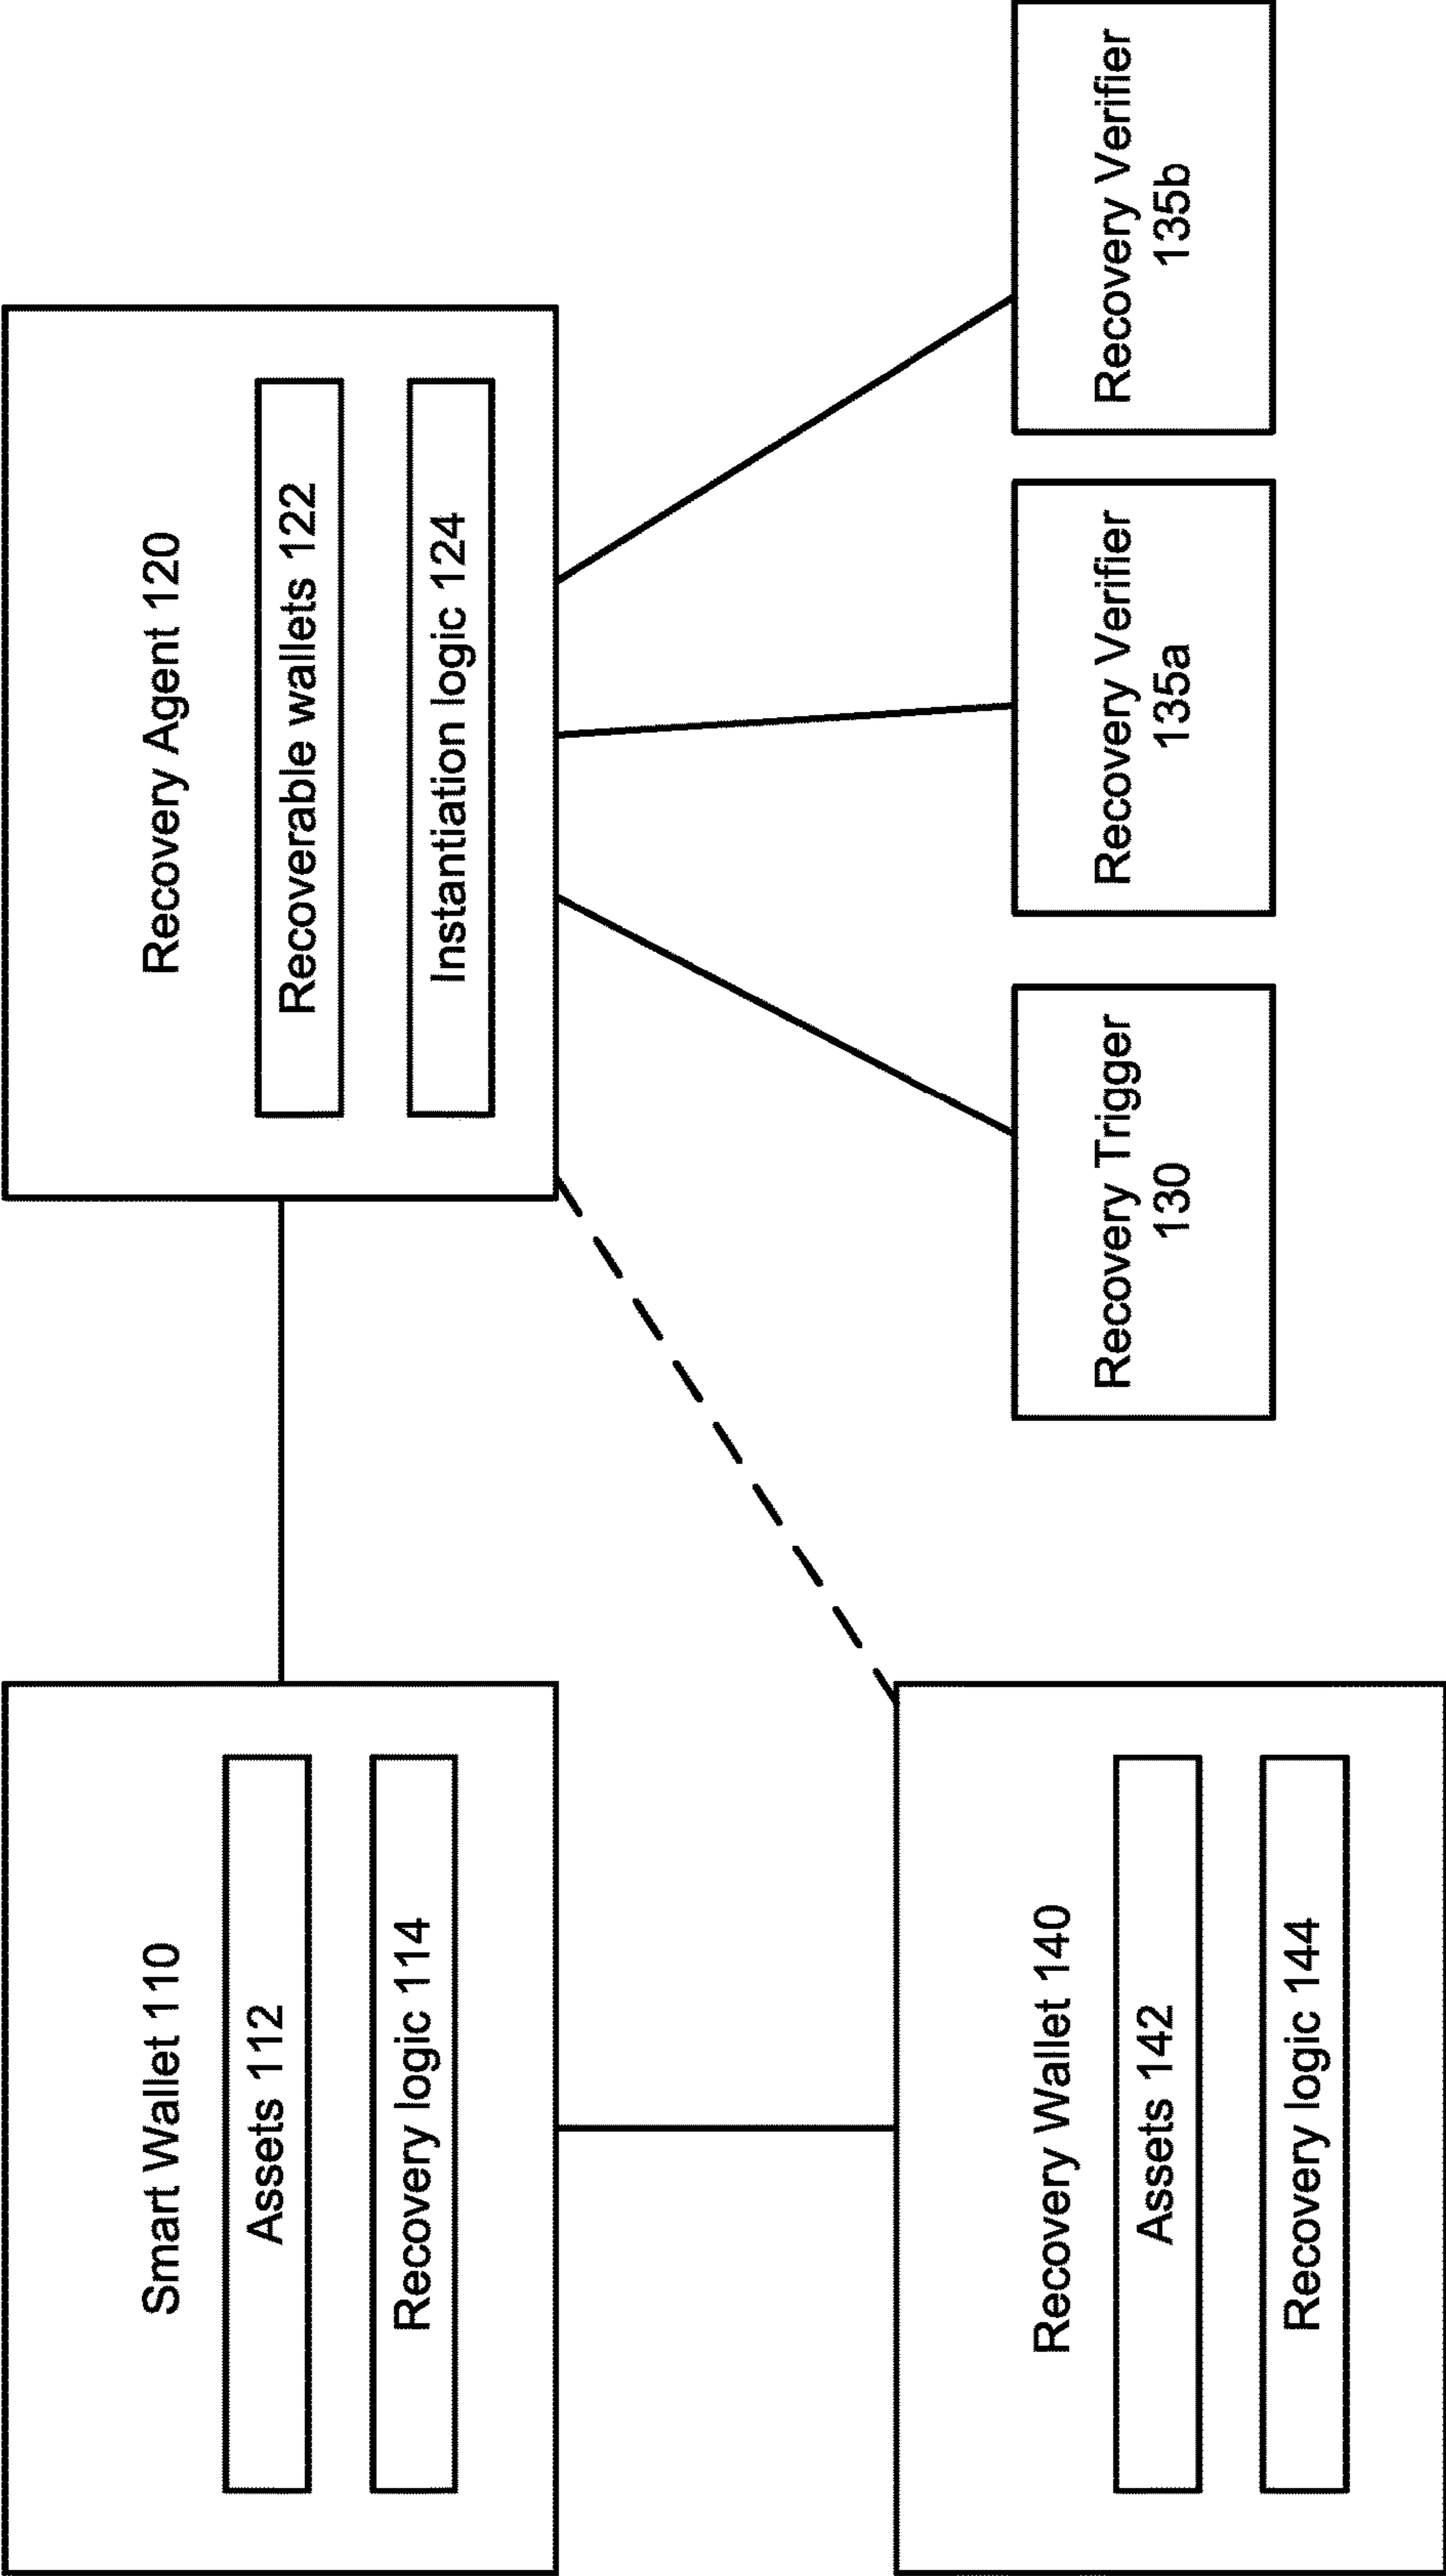 Smart Wallet 110
Assets 112
Recovery logic 114
Recovery Agent 120
Recoverable wallets 122
Instantiation logic 124
Recovery Wallet 140
Assets 142
Recovery logic 144
Recovery Trigger
130
Recovery Verifier
135a
Recovery Verifier
135b